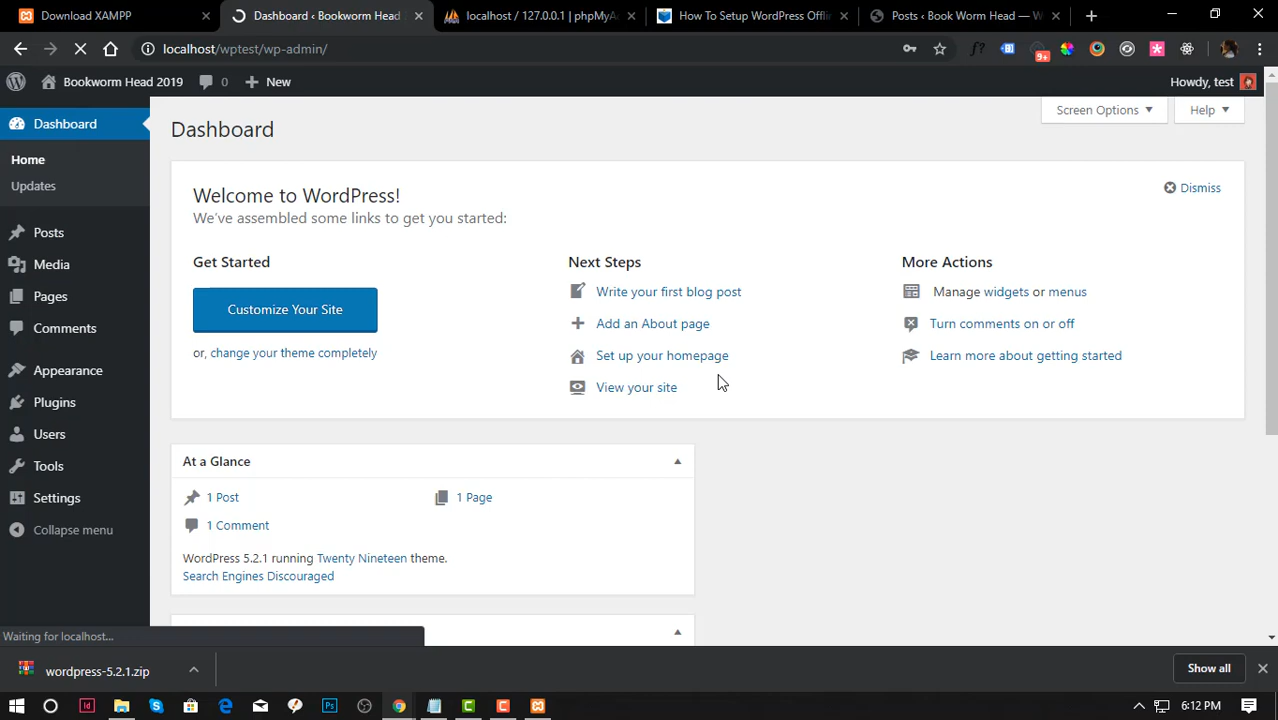 Download XAMPP
Dashboard ‹ Bookworm Head
localhost / 127.0.0.1 | phpMyA
How To Setup WordPress Offli
Posts ‹ Book Worm Head — W
localhost/wptest/wp-admin/
f?
9+
Bookworm Head 2019
0
New
Howdy, test
Dashboard
Home
Updates
Posts
Media
Pages
Comments
Appearance
Plugins
Users
Tools
Settings
Collapse menu
Screen Options
Help
Dashboard
Welcome to WordPress!
Dismiss
We've assembled some links to get you started:
Get Started
Customize Your Site
or, change your theme completely
Next Steps
Write your first blog post
Add an About page
Set up your homepage
View your site
More Actions
Manage widgets or menus
Turn comments on or off
Learn more about getting started
At a Glance
1 Post
1 Page
1 Comment
WordPress 5.2.1 running Twenty Nineteen theme.
Search Engines Discouraged
Waiting for localhost...
wordpress-5.2.1.zip
Show all
Id
Ps
6:12 PM